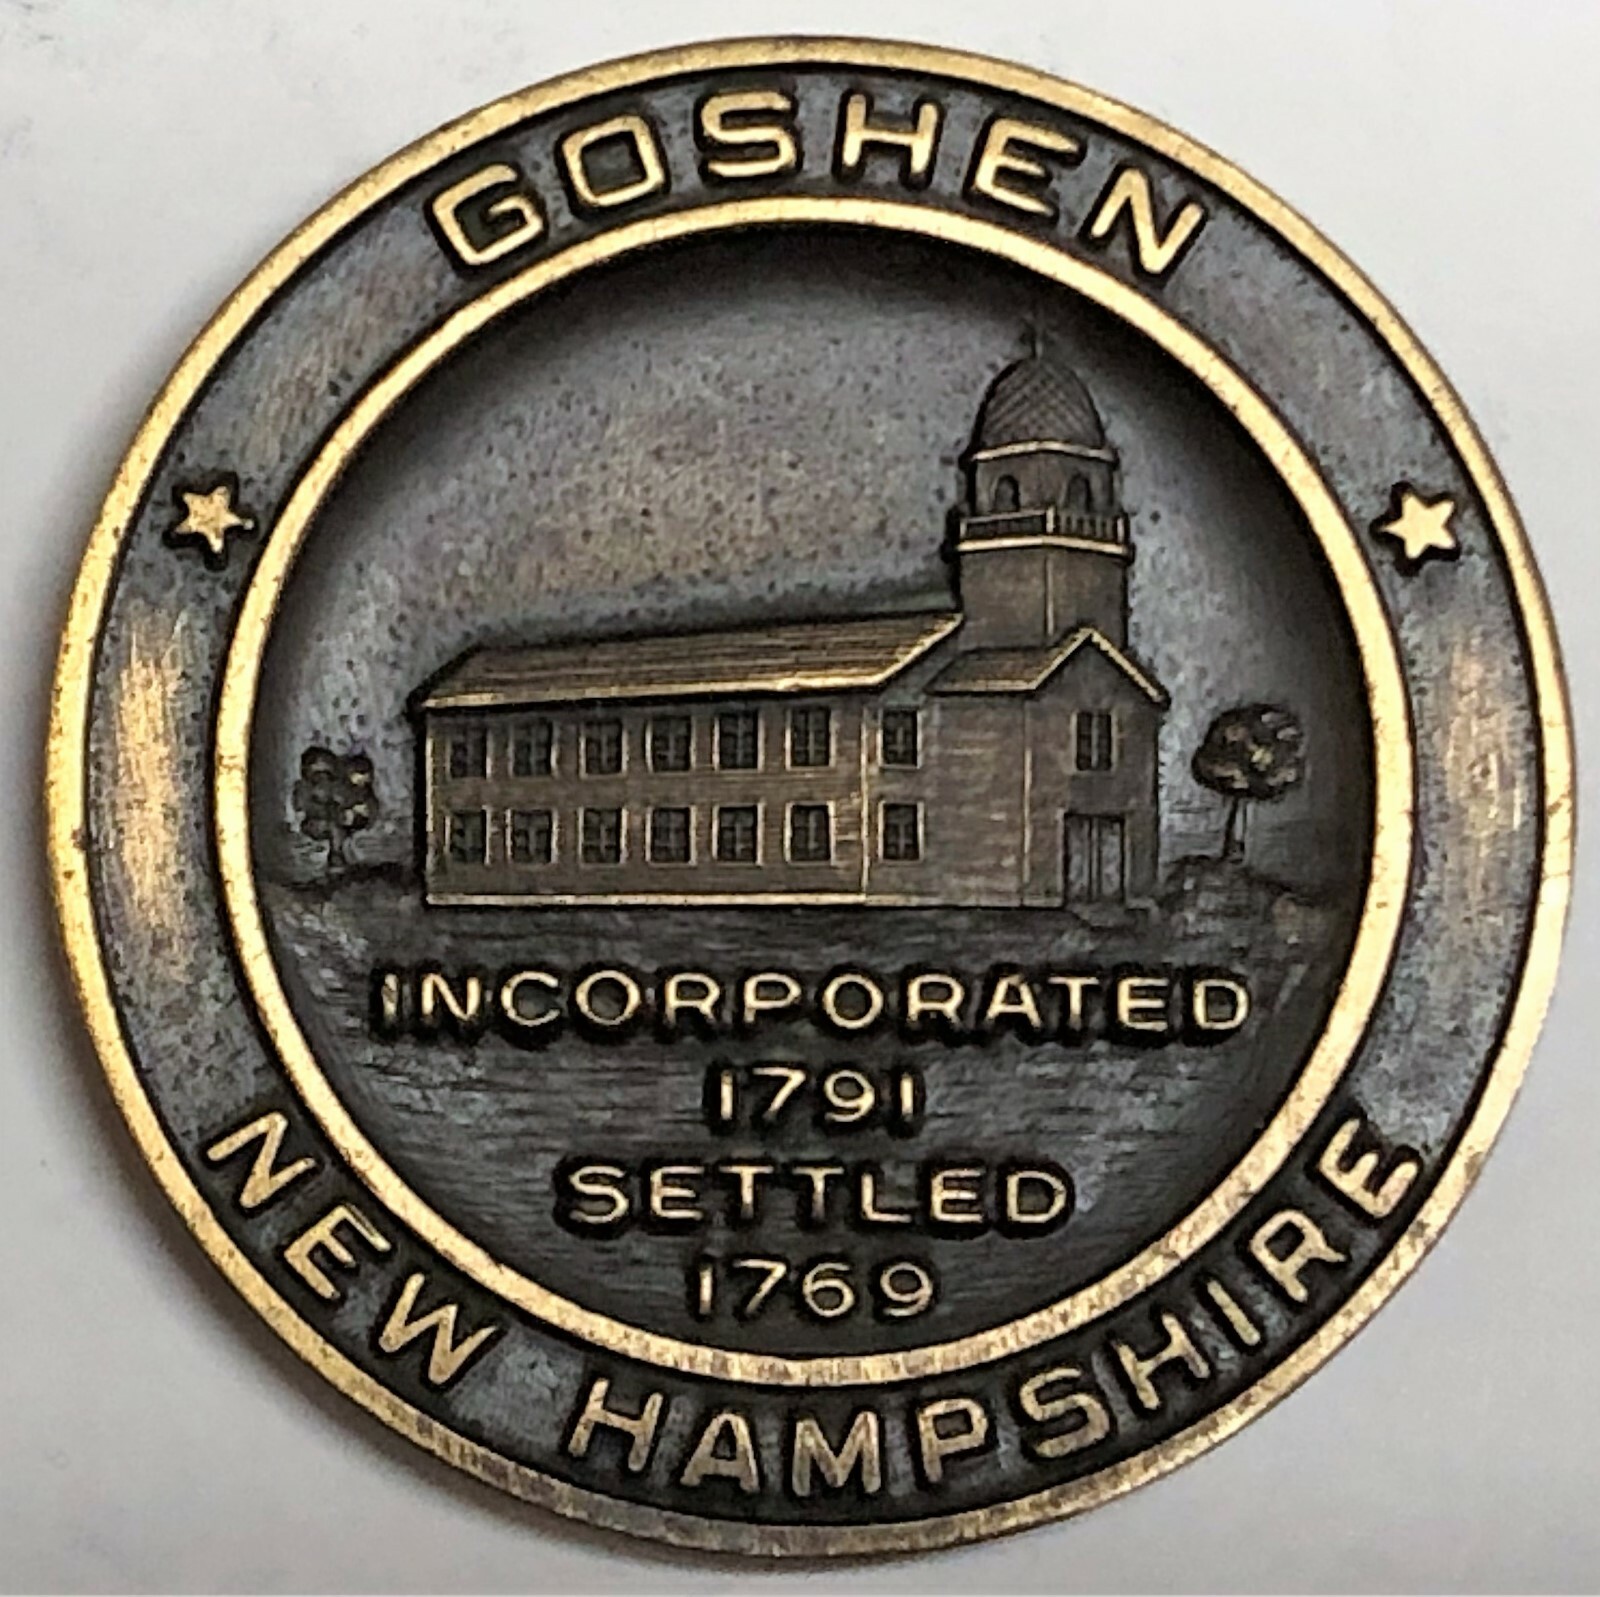 GOSHEN
INCORPORATED
1791
SETTLED
1769
NEW HAMPSHIRE